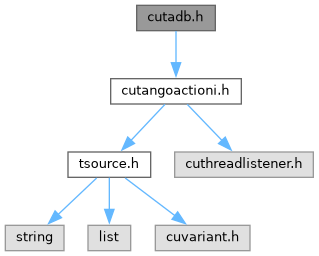 cutadb.h
cutangoactioni.h
tsource.h
cuthreadlistener.h
string
list
cuvariant.h